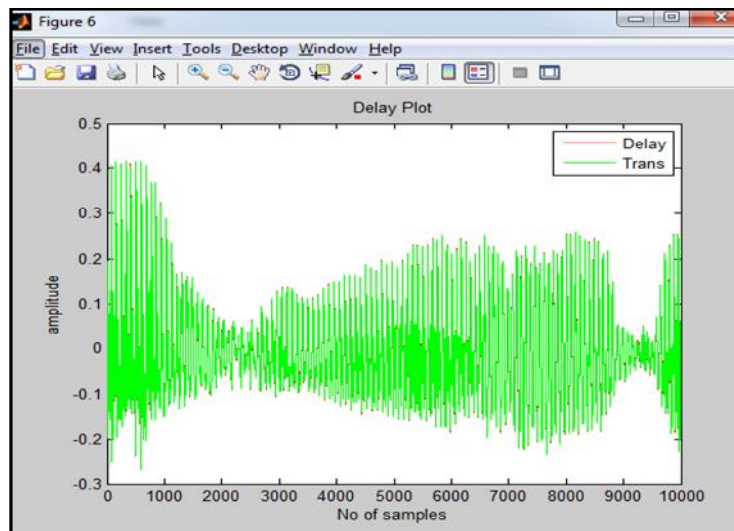 Figure 6
File Edit View Insert Tools Desktop Window Help
Delay Plot
0.5
0.4
0.3
0.2
0.1
0
-0.1
-0.2
-0.3
amplitude
Delay
Trans
0 1000 2000 3000 4000 5000 6000 7000 8000 9000 10000
No of samples